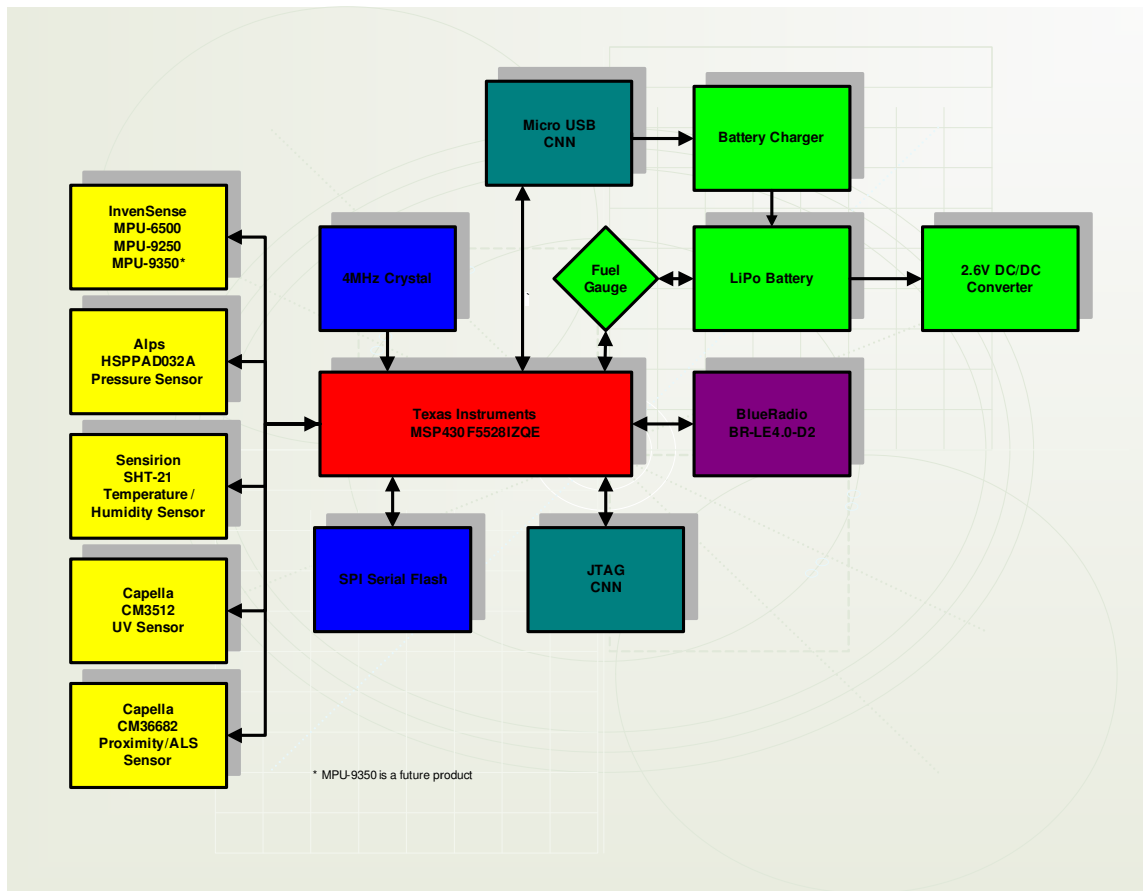 Micro USB
CNN
Battery Charger
InvenSense
MPU-6500
MPU-9250
MPU-9350*
4MHz Crystal
Fuel
Gauge
LiPo Battery
2.6V DC/DC
Converter
Alps
HSPPAD032A
Pressure Sensor
Texas Instruments
MSP430F5528IZQE
BlueRadio
BR-LE4.0-D2
Sensirion
SHT-21
Temperature /
Humidity Sensor
SPI Serial Flash
JTAG
CNN
Capella
CM3512
UV Sensor
Capella
CM36682
Proximity/ALS
Sensor
* MPU-9350 is a future product